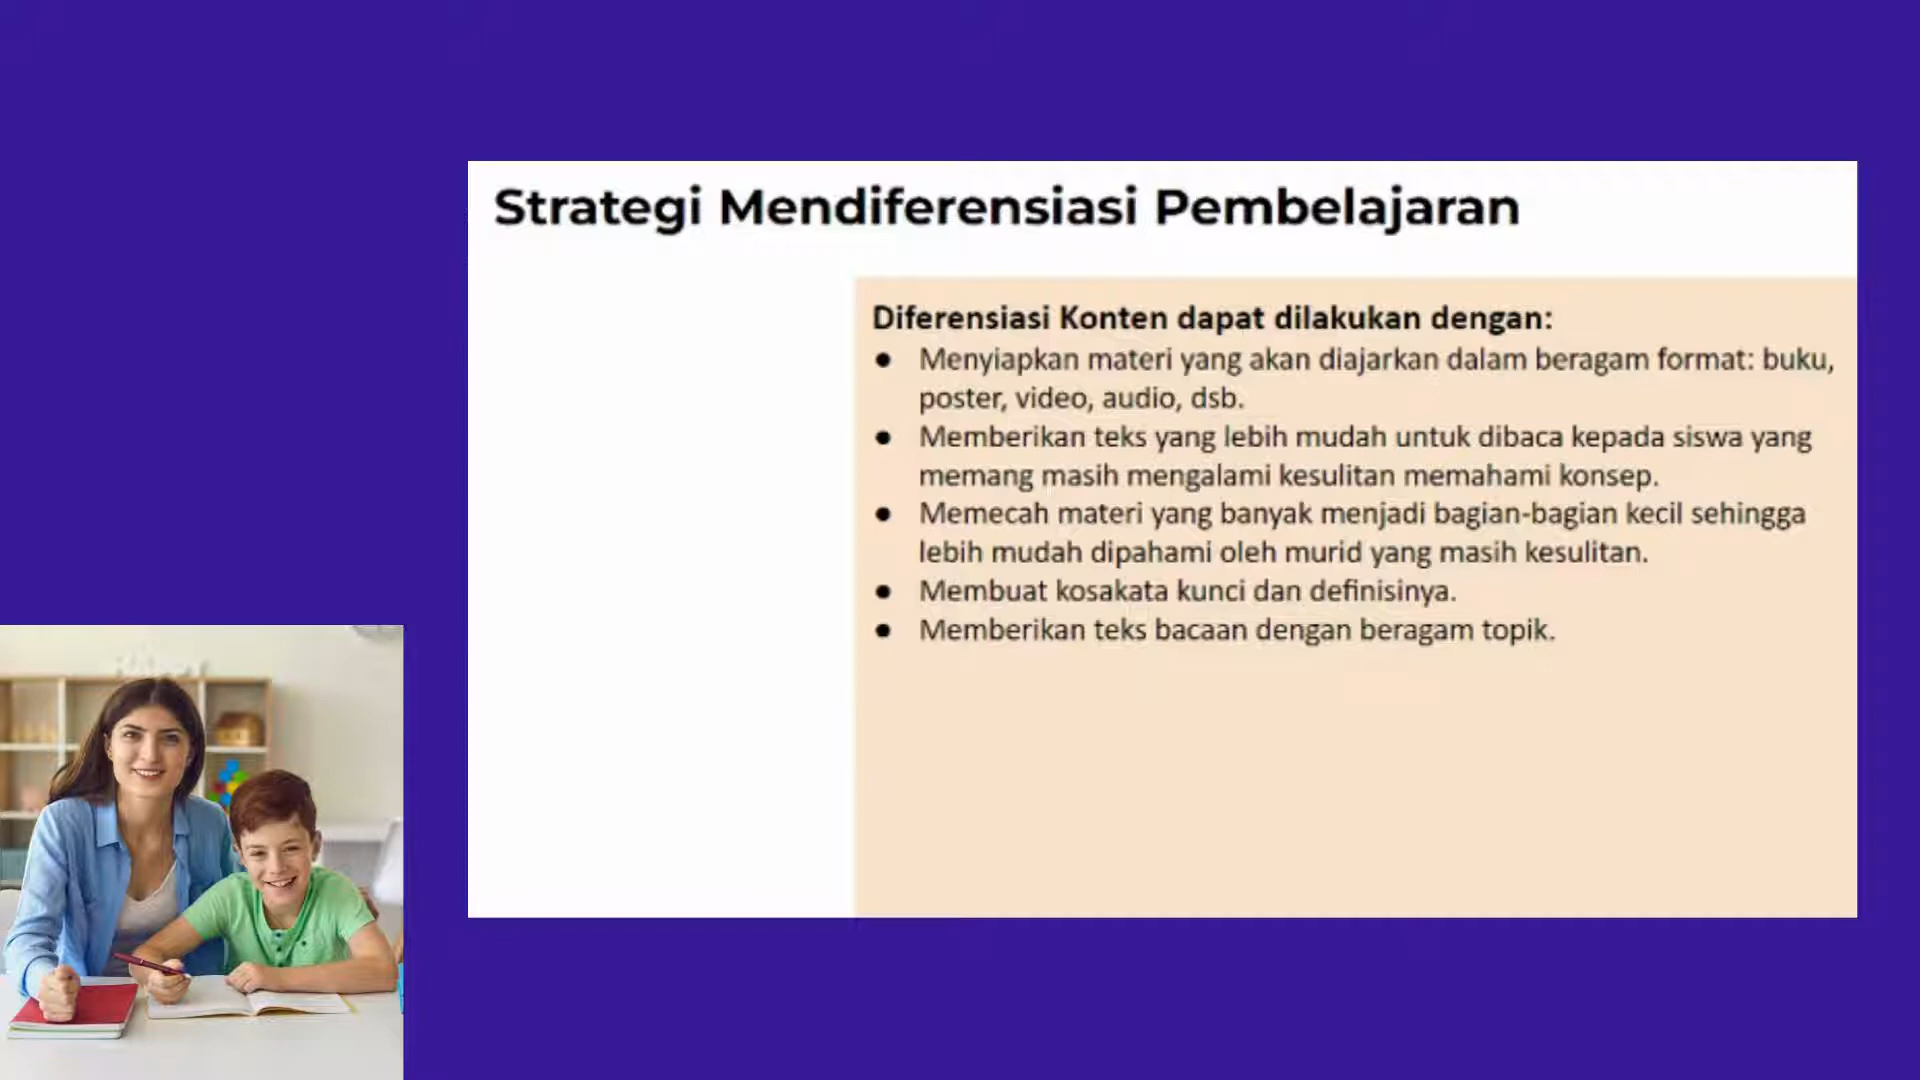 Strategi Mendiferensiasi Pembelajaran
Diferensiasi Konten dapat dilakukan dengan:
● Menyiapkan materi yang akan diajarkan dalam beragam format: buku,
poster, video, audio, dsb.
● Memberikan teks yang lebih mudah untuk dibaca kepada siswa yang
memang masih mengalami kesulitan memahami konsep.
● Memecah materi yang banyak menjadi bagian-bagian kecil sehingga
lebih mudah dipahami oleh murid yang masih kesulitan.
● Membuat kosakata kunci dan definisinya.
● Memberikan teks bacaan dengan beragam topik.